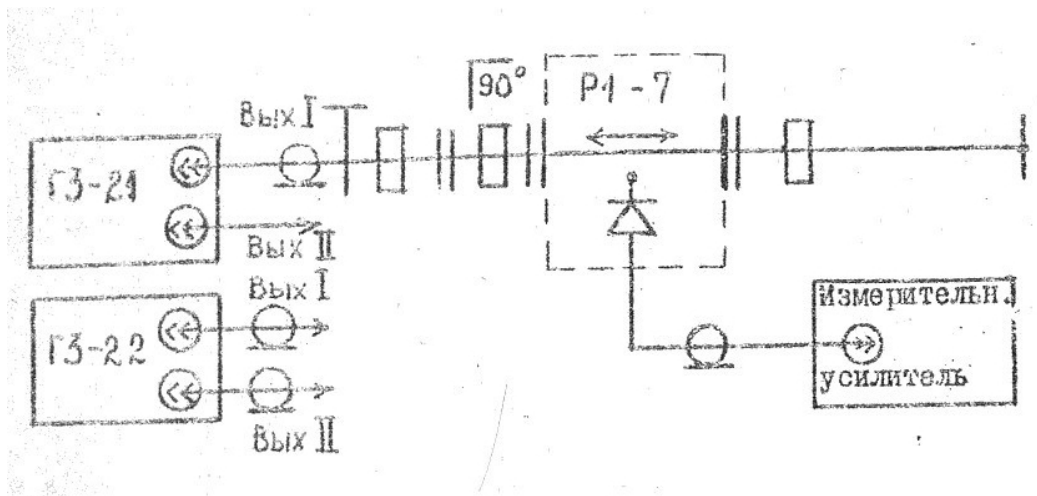 90°
Р1-7
Вых I
Г3-21
Вых II
Вых I
Г3-22
Вых II
Измерительн.
усилитель